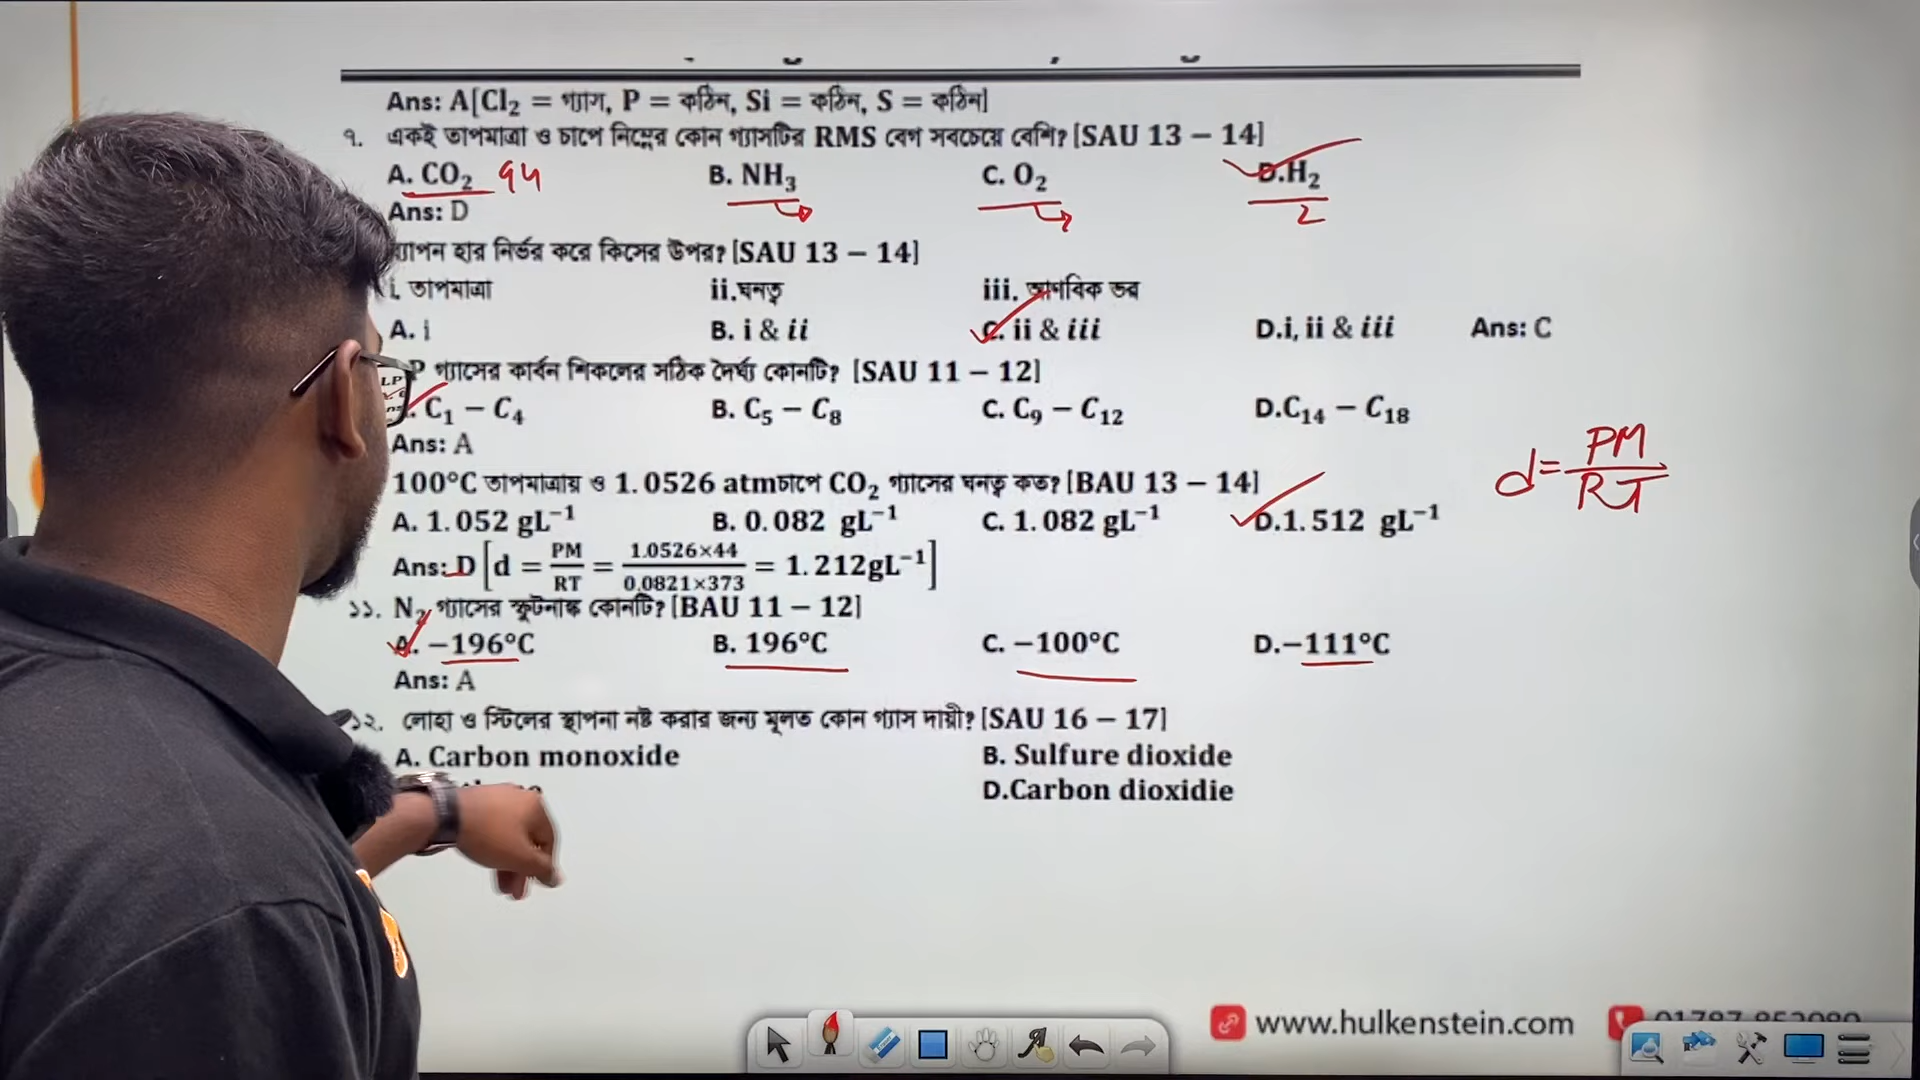 Ans: A[Cl₂ = গ্যাস, P = কঠিন, Si = কঠিন, S = কঠিন]
৭. একই তাপমাত্রা ও চাপে নিম্নের কোন গ্যাসটির RMS বেগ সবচেয়ে বেশি? [SAU 13 – 14]
A. CO₂ 44 B. NH₃ C. O₂ D.H₂
2
Ans: D
ব্যাপন হার নির্ভর করে কিসের উপর? [SAU 13 – 14]
i. তাপমাত্রা ii.ঘনত্ব iii. আণবিক ভর
A. i B. i & ii C. ii & iii D.i, ii & iii Ans: C
P গ্যাসের কার্বন শিকলের সঠিক দৈর্ঘ্য কোনটি? [SAU 11 – 12]
C₁ – C₄ B. C₅ – C₈ C. C₉ – C₁₂ D.C₁₄ – C₁₈
Ans: A
d = PM/RT
100°C তাপমাত্রায় ও 1.0526 atmচাপে CO₂ গ্যাসের ঘনত্ব কত? [BAU 13 – 14]
A. 1.052 gL⁻¹ B. 0.082 gL⁻¹ C. 1.082 gL⁻¹ D.1.512 gL⁻¹
Ans: D [d = PM/RT = 1.0526×44/0.0821×373 = 1.212gL⁻¹]
১১. N₂ গ্যাসের স্ফুটনাঙ্ক কোনটি? [BAU 11 – 12]
A. –196°C B. 196°C C. –100°C D.–111°C
Ans: A
১২. লোহা ও স্টিলের স্থাপনা নষ্ট করার জন্য মূলত কোন গ্যাস দায়ী? [SAU 16 – 17]
A. Carbon monoxide B. Sulfure dioxide
D.Carbon dioxidie
www.hulkenstein.com